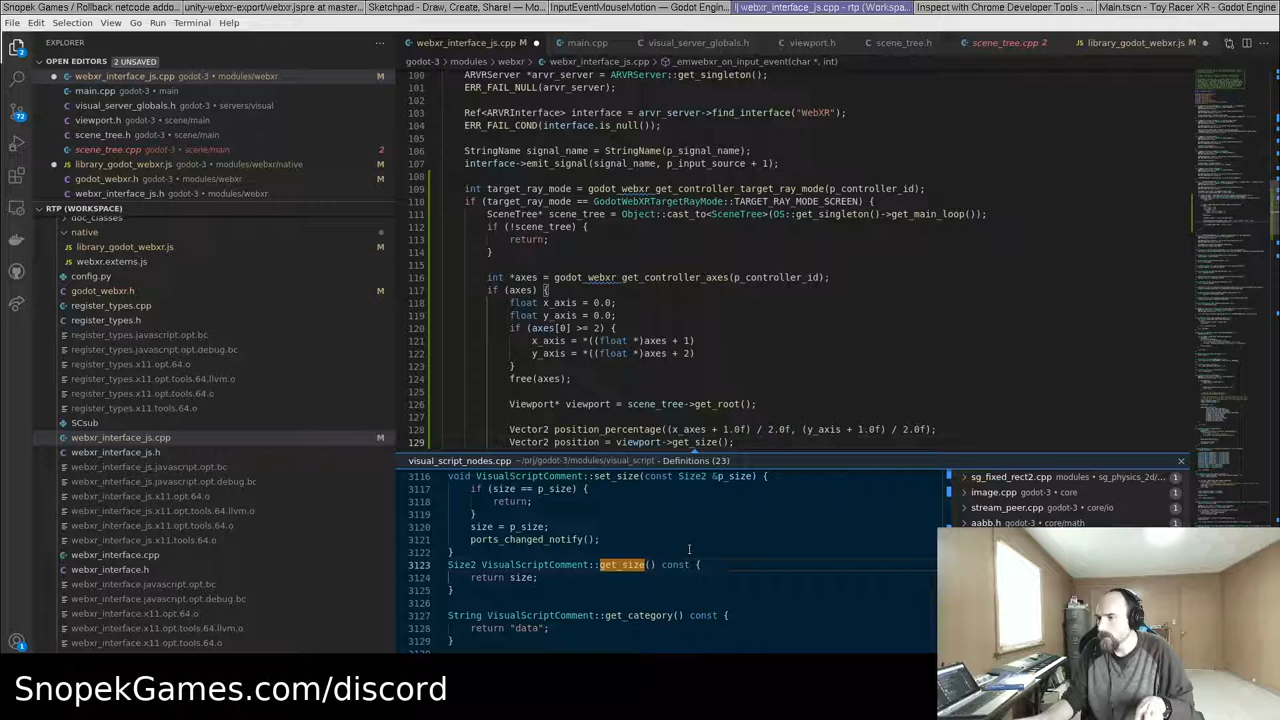 Snopek Games / Rollback netcode addo...
unity-webxr-export/webxr.jspre at master...
Sketchpad - Draw, Create, Share! — Mo...
InputEventMouseMotion — Godot Engin...
webxr_interface_js.cpp - rtp (Workspa...
Inspect with Chrome Developer Tools - ...
Main.tscn - Toy Racer XR - Godot Engine
File Edit Selection View Go Run Terminal Help
EXPLORER
webxr_interface_js.cpp M
main.cpp
visual_server_globals.h
viewport.h
scene_tree.h
scene_tree.cpp 2
library_godot_webxr.js M
godot-3 › modules › webxr › webxr_interface_js.cpp › _emwebxr_on_input_event(char *, int)
OPEN EDITORS 2 UNSAVED
webxr_interface_js.cpp godot-3 • modules/webxr M
main.cpp godot-3 • main
visual_server_globals.h godot-3 • servers/visual
viewport.h godot-3 • scene/main
scene_tree.h godot-3 • scene/main
scene_tree.cpp godot-3 • scene/main 2
library_godot_webxr.js godot-3 • modules/webxr/native M
godot_webxr.h godot-3 • modules/webxr M
webxr_interface_js.h godot-3 • modules/webxr
RTP (WORKSPACE)
doc_classes
native
library_godot_webxr.js M
webxr.externs.js
config.py
godot_webxr.h M
register_types.cpp
register_types.h
register_types.javascript.opt.bc
register_types.javascript.opt.debug.bc
register_types.x11.opt.64.o
register_types.x11.opt.tools.64.llvm.o
register_types.x11.opt.tools.64.o
register_types.x11.tools.64.o
SCsub
webxr_interface_js.cpp M
webxr_interface_js.h
webxr_interface_js.javascript.opt.bc
webxr_interface_js.javascript.opt.debug.bc
webxr_interface_js.x11.opt.64.o
webxr_interface_js.x11.opt.tools.64.llvm.o
webxr_interface_js.x11.opt.tools.64.o
webxr_interface_js.x11.tools.64.o
webxr_interface.cpp
webxr_interface.h
webxr_interface.javascript.opt.bc
webxr_interface.javascript.opt.debug.bc
webxr_interface.x11.opt.64.o
webxr_interface.x11.opt.tools.64.llvm.o
webxr_interface.x11.opt.tools.64.o
100 ARVRServer *arvr_server = ARVRServer::get_singleton();
101 ERR_FAIL_NULL(arvr_server);
102
103 Ref<ARVRInterface> interface = arvr_server->find_interface("WebXR");
104 ERR_FAIL_COND(interface.is_null());
105
106 StringName signal_name = StringName(p_signal_name);
107 interface->emit_signal(signal_name, p_input_source + 1);
108
109 int target_ray_mode = godot_webxr_get_controller_target_ray_mode(p_controller_id);
110 if (target_ray_mode == GodotWebXRTargetRayMode::TARGET_RAY_MODE_SCREEN) {
111 SceneTree* scene_tree = Object::cast_to<SceneTree>(OS::get_singleton()->get_main_loop());
112 if (!scene_tree) {
113 return;
114 }
115
116 = godot_webxr_get_controller_axes(p_controller_id);
117 if (axes) {
118 float x_axis = 0.0;
119 float y_axis = 0.0;
120 if (axes[0] >= 2) {
121 x_axis = *((float *)axes + 1)
122 y_axis = *((float *)axes + 2)
123 }
124 free(axes);
125
126 Viewport* viewport = scene_tree->get_root();
127
128 Vector2 position_percentage((x_axes + 1.0f) / 2.0f, (y_axis + 1.0f) / 2.0f);
129 Vector2 position = viewport->get_size();
visual_script_nodes.cpp ~/prj/godot-3/modules/visual_script - Definitions (23)
3116 void VisualScriptComment::set_size(const Size2 &p_size) {
3117 if (size == p_size) {
3118 return;
3119 }
3120 size = p_size;
3121 ports_changed_notify();
3122 }
3123 Size2 VisualScriptComment::get_size() const {
3124 return size;
3125 }
3126
3127 String VisualScriptComment::get_category() const {
3128 return "data";
3129 }
sg_fixed_rect2.cpp modules • sg_physics_2d/... 1
image.cpp godot-3 • core 1
stream_peer.cpp godot-3 • core/io 1
aabb.h godot-3 • core/math 1
SnopekGames.com/discord